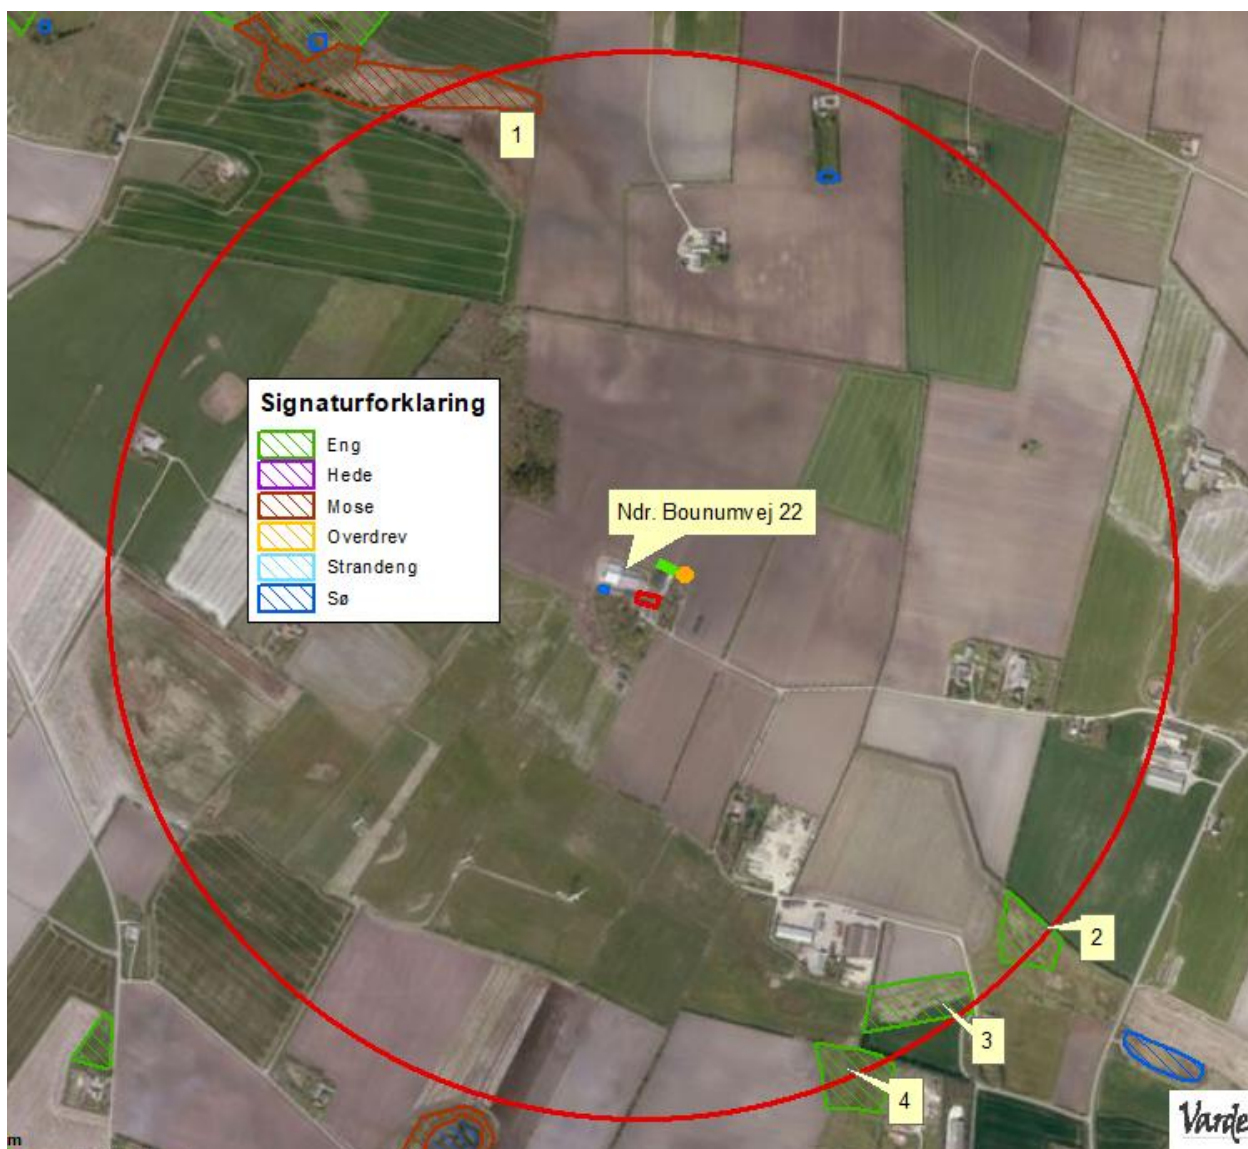 1
Signaturforklaring
Eng
Hede
Mose
Overdrev
Strandeng
Sø
Ndr. Bounumvej 22
2
3
4
Varde
m